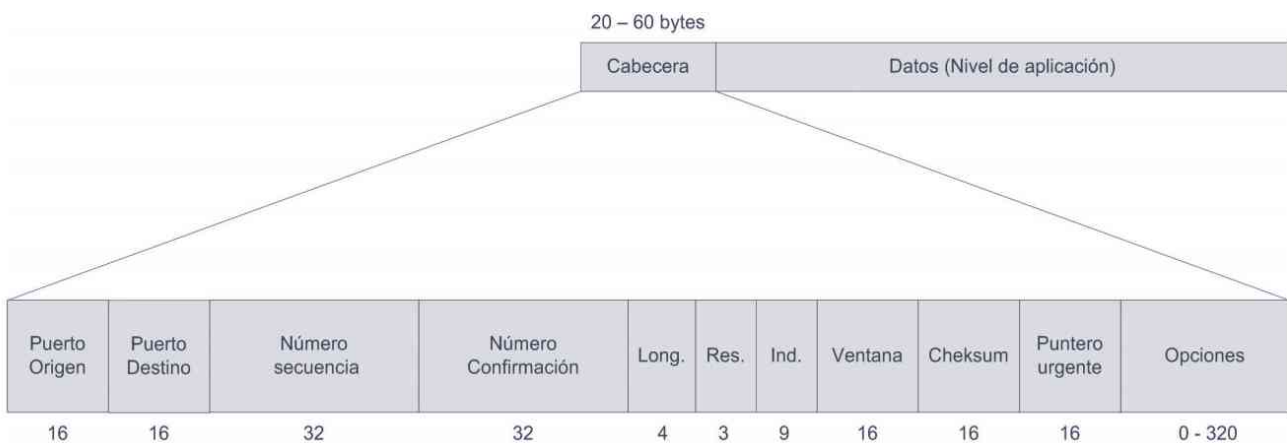 20 – 60 bytes
Cabecera
Datos (Nivel de aplicación)
Puerto
Origen
Puerto
Destino
Número
secuencia
Número
Confirmación
Long.
Res.
Ind.
Ventana
Cheksum
Puntero
urgente
Opciones
16
16
32
32
4
3
9
16
16
16
0 - 320